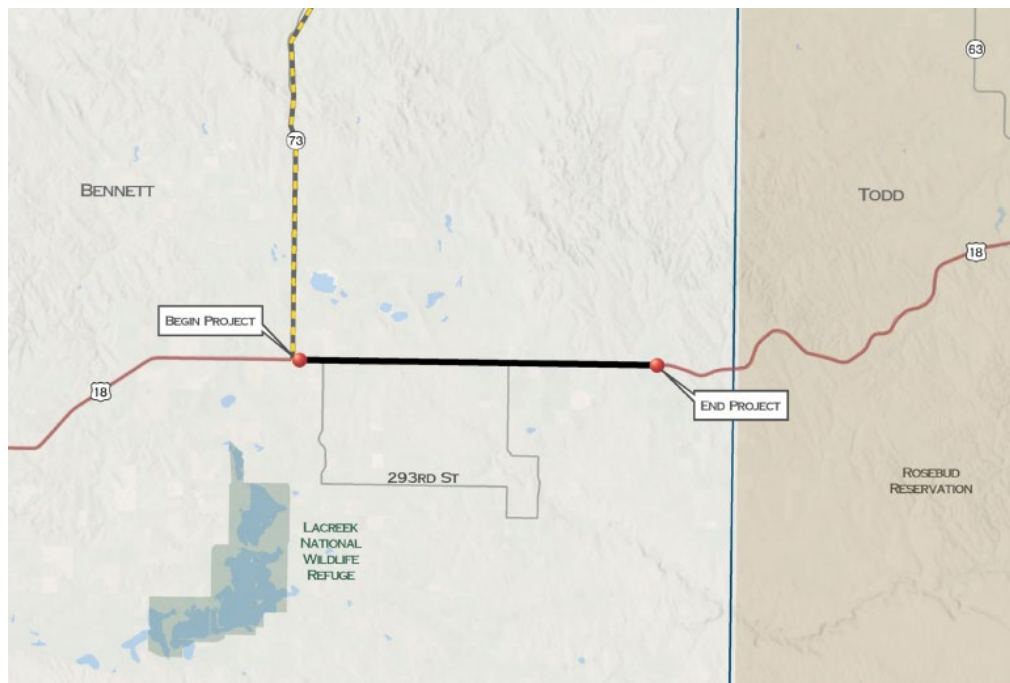 63
73
BENNETT
TODD
18
BEGIN PROJECT
18
END PROJECT
293RD ST
ROSEBUD
RESERVATION
LACREEK
NATIONAL
WILDLIFE
REFUGE